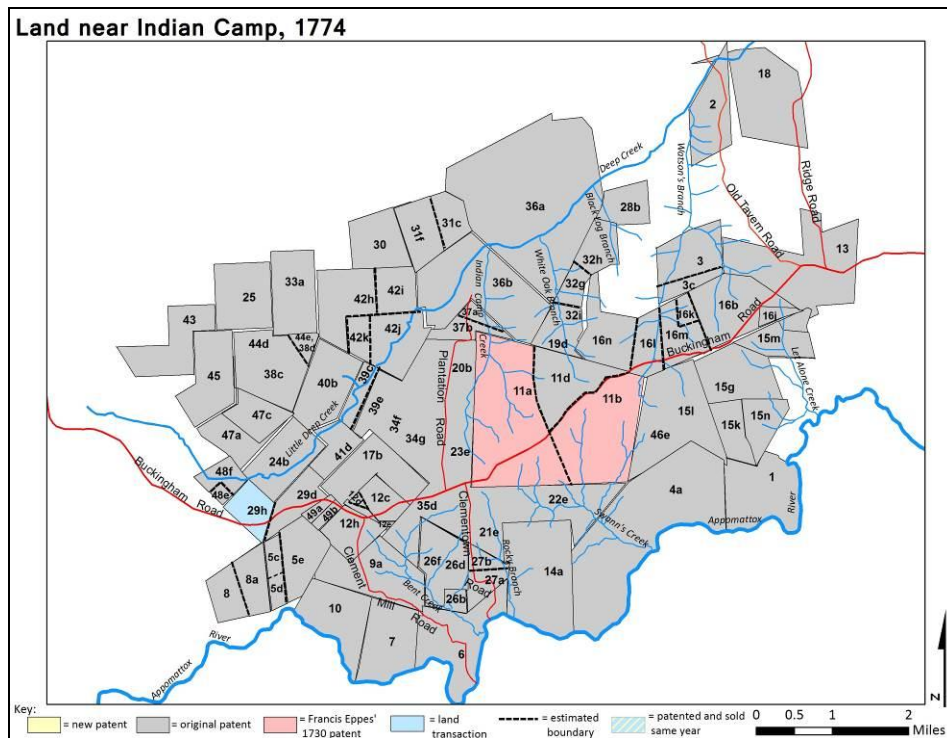 Land near Indian Camp, 1774
18
2
Deep Creek
Watson's Branch
Old Tavern Road
Ridge Road
36a
Black Jog Branch
28b
31c
31f
30
13
3
32h
White Oak Branch
33a
36b
32g
3c
25
42i
42h
Indian Camp
Creek
37a
16b
16k
16j
32i
43
42j
37b
16n
16m
16l
Buckingham Road
15m
44d
44e,
38d
42k
19d
Plantation Road
20b
11d
Lelone Creek
45
38c
40b
39c
11a
11b
15g
39e
47c
34f
15l
15k
15n
47a
Little Deep Creek
34g
46e
24b
41d
23e
17b
48f
48e
Buckingham Road
29h
29d
12c
22e
4a
1
49a
49b
35d
Clementown Road
Swann's Creek
Appomattox River
12h
21e
5c
5e
Clement Mill Road
9a
26f
26d
27b
Rocky Branch
14a
8a
8
5d
27a
Bent Creek
26b
10
7
6
Appomattox River
N
Key:
= new patent
= original patent
= Francis Eppes' 1730 patent
= land transaction
= estimated boundary
= patented and sold same year
0 0.5 1 2
Miles